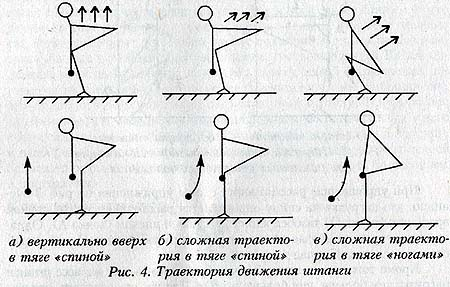 а) вертикально вверх
в тяге «спиной»
б) сложная траекто-
рия в тяге «спиной»
в) сложная траекто-
рия в тяге «ногами»
Рис. 4. Траектория движения штанги